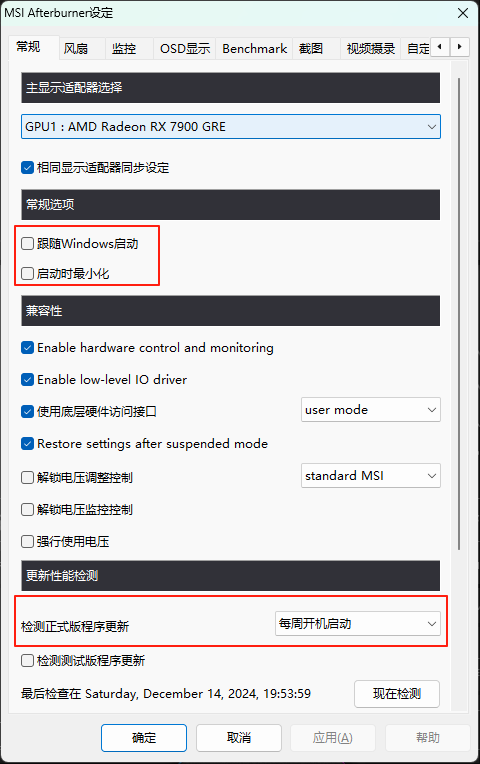 MSI Afterburner设定
常规 风扇 监控 OSD显示 Benchmark 截图 视频摄录 自定
主显示适配器选择
GPU1 : AMD Radeon RX 7900 GRE
相同显示适配器同步设定
常规选项
跟随Windows启动
启动时最小化
兼容性
Enable hardware control and monitoring
Enable low-level IO driver
使用底层硬件访问接口 user mode
Restore settings after suspended mode
解锁电压调整控制 standard MSI
解锁电压监控控制
强行使用电压
更新性能检测
检测正式版程序更新 每周开机启动
检测测试版程序更新
最后检查在 Saturday, December 14, 2024, 19:53:59 现在检测
确定 取消 应用(A) 帮助